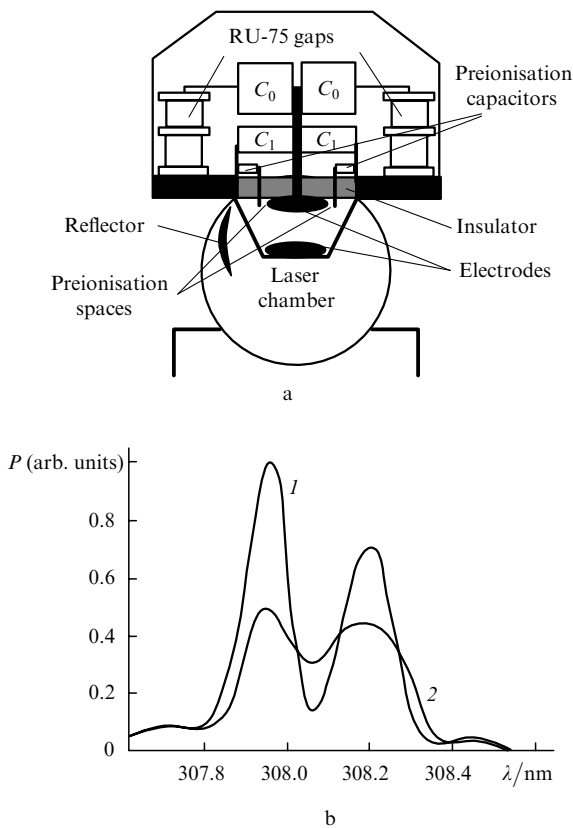 RU-75 gaps
Preionisation
capacitors
C0 C0
C1 C1
Reflector
Insulator
Preionisation
spaces
Laser
chamber
Electrodes
a
P (arb. units)
1
0.8
0.6
0.4
2
0.2
0
307.8 308.0 308.2 308.4 λ/nm
b